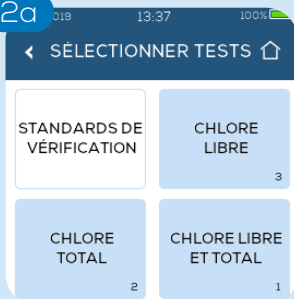 2a
019 13:37 100%
SÉLECTIONNER TESTS
STANDARDS DE
VÉRIFICATION
CHLORE
LIBRE
3
CHLORE
TOTAL
2
CHLORE LIBRE
ET TOTAL
1